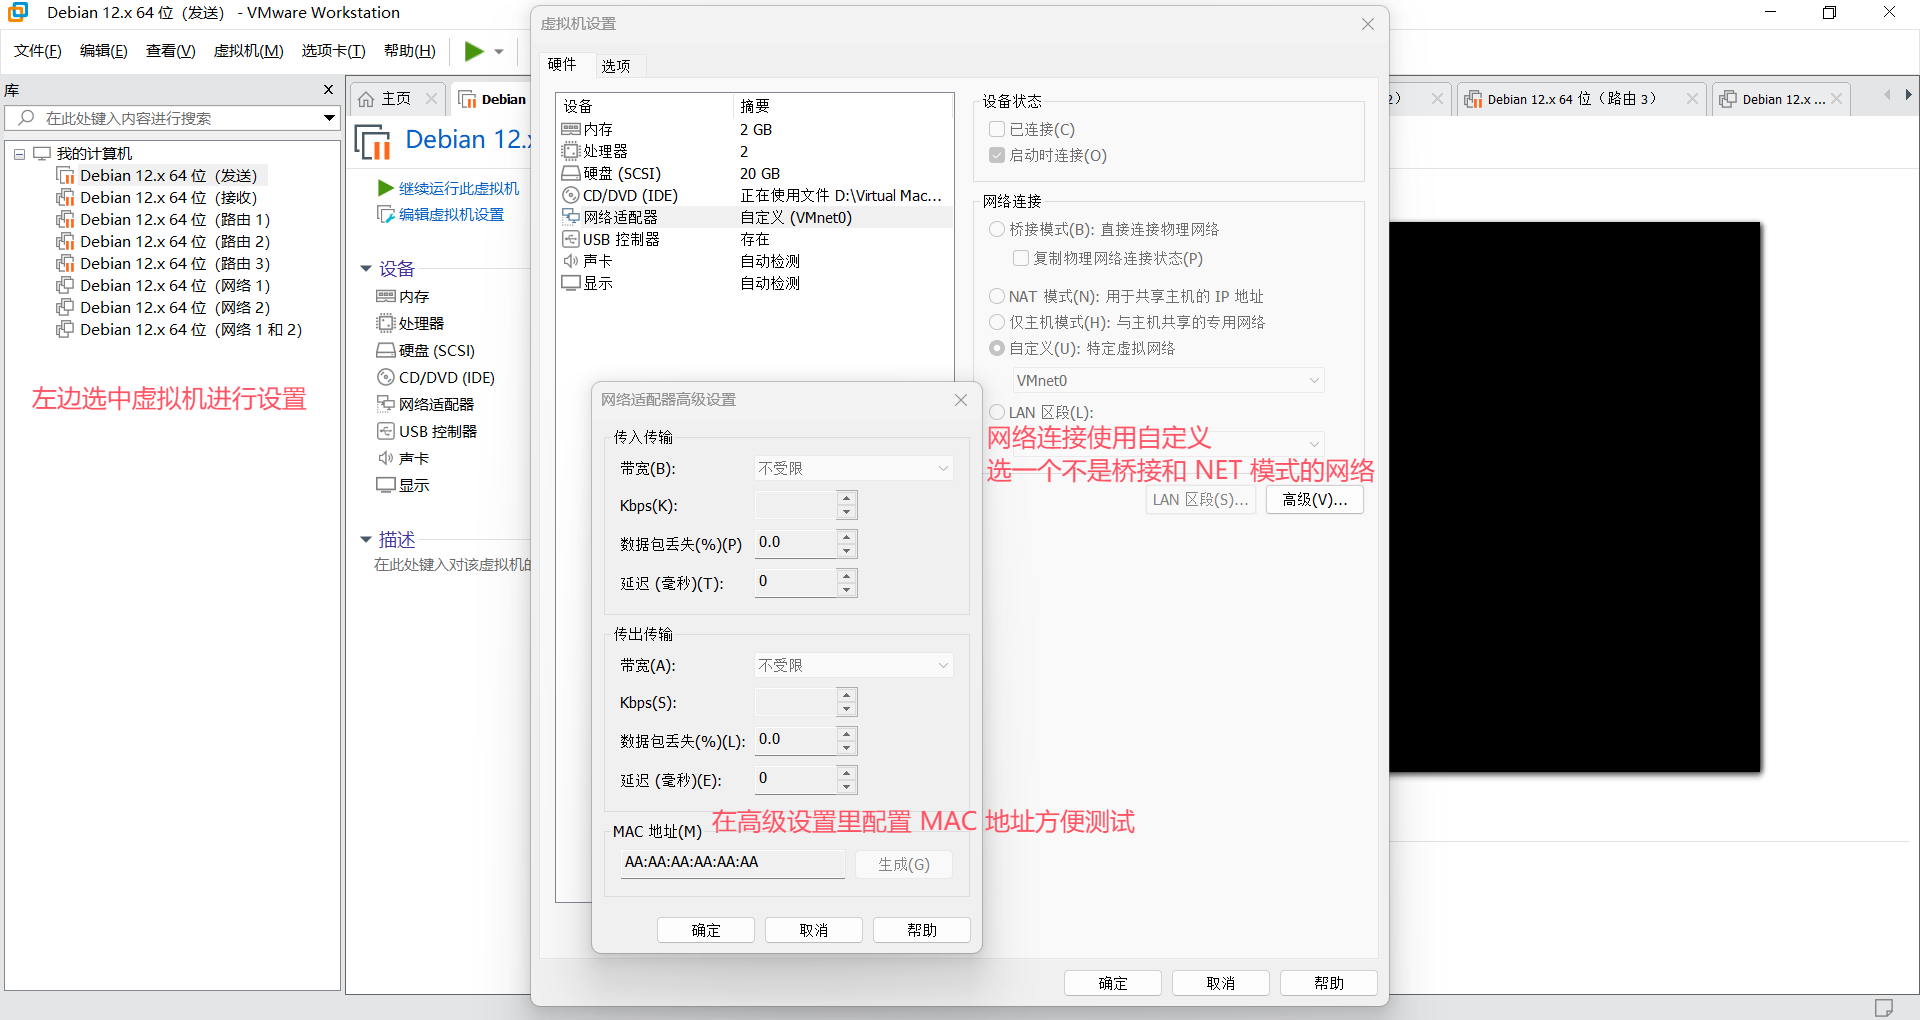 Debian 12.x 64 位（发送） - VMware Workstation
文件(F) 编辑(E) 查看(V) 虚拟机(M) 选项卡(T) 帮助(H)
库
在此处键入内容进行搜索
我的计算机
Debian 12.x 64 位（发送）
Debian 12.x 64 位（接收）
Debian 12.x 64 位（路由 1）
Debian 12.x 64 位（路由 2）
Debian 12.x 64 位（路由 3）
Debian 12.x 64 位（网络 1）
Debian 12.x 64 位（网络 2）
Debian 12.x 64 位（网络 1 和 2）
左边选中虚拟机进行设置
主页
Debian
2）
Debian 12.x 64 位（路由 3）
Debian 12.x ...
Debian 12.x
继续运行此虚拟机
编辑虚拟机设置
设备
内存
处理器
硬盘 (SCSI)
CD/DVD (IDE)
网络适配器
USB 控制器
声卡
显示
描述
在此处键入对该虚拟机的
虚拟机设置
硬件 选项
设备 摘要
内存 2 GB
处理器 2
硬盘 (SCSI) 20 GB
CD/DVD (IDE) 正在使用文件 D:\Virtual Mac...
网络适配器 自定义 (VMnet0)
USB 控制器 存在
声卡 自动检测
显示 自动检测
设备状态
已连接(C)
启动时连接(O)
网络连接
桥接模式(B): 直接连接物理网络
复制物理网络连接状态(P)
NAT 模式(N): 用于共享主机的 IP 地址
仅主机模式(H): 与主机共享的专用网络
自定义(U): 特定虚拟网络
VMnet0
LAN 区段(L):
网络连接使用自定义
选一个不是桥接和 NET 模式的网络
LAN 区段(S)... 高级(V)...
网络适配器高级设置
传入传输
带宽(B): 不受限
Kbps(K):
数据包丢失(%)(P) 0.0
延迟 (毫秒)(T): 0
传出传输
带宽(A): 不受限
Kbps(S):
数据包丢失(%)(L): 0.0
延迟 (毫秒)(E): 0
在高级设置里配置 MAC 地址方便测试
MAC 地址(M)
AA:AA:AA:AA:AA:AA 生成(G)
确定 取消 帮助
确定 取消 帮助